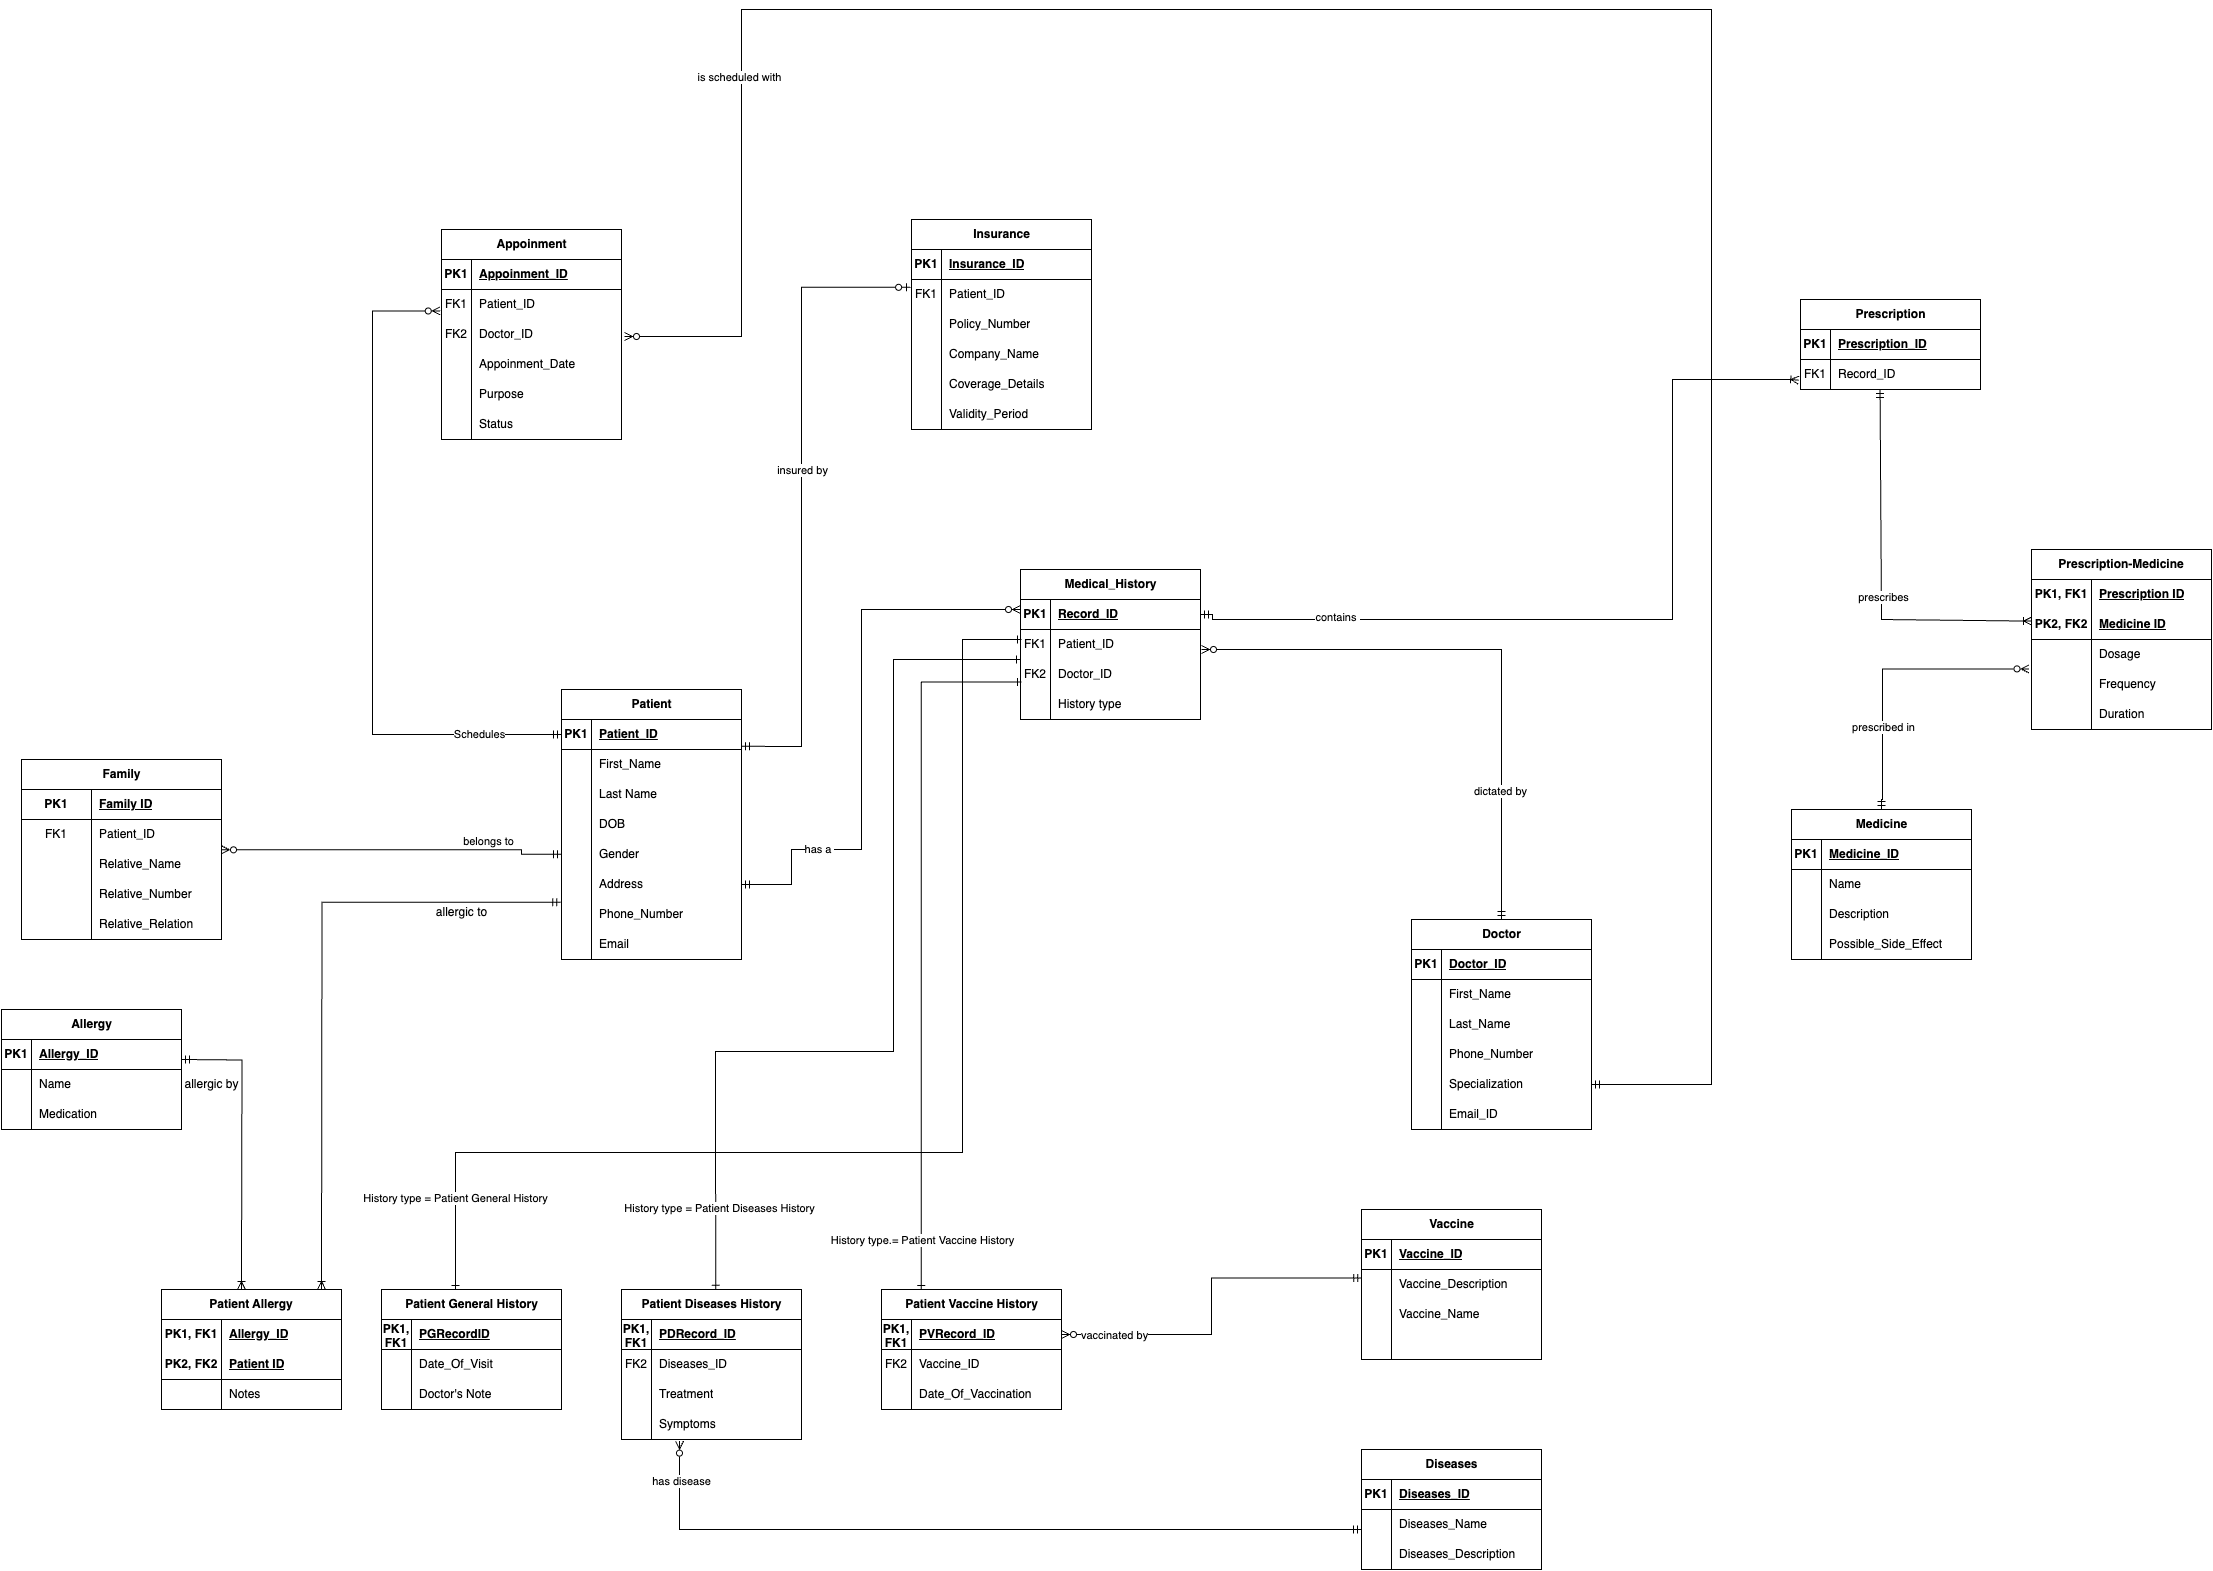 is scheduled with
Appoinment
PK1 Appoinment_ID
FK1 Patient_ID
FK2 Doctor_ID
Appoinment_Date
Purpose
Status
Insurance
PK1 Insurance_ID
FK1 Patient_ID
Policy_Number
Company_Name
Coverage_Details
Validity_Period
Prescription
PK1 Prescription_ID
FK1 Record_ID
insured by
Medical_History
PK1 Record_ID
FK1 Patient_ID
FK2 Doctor_ID
History type
contains
prescribes
Prescription-Medicine
PK1, FK1 Prescription ID
PK2, FK2 Medicine ID
Dosage
Frequency
Duration
prescribed in
Patient
PK1 Patient_ID
First_Name
Last Name
DOB
Gender
Address
Phone_Number
Email
Schedules
Family
PK1 Family ID
FK1 Patient_ID
Relative_Name
Relative_Number
Relative_Relation
belongs to
has a
allergic to
dictated by
Medicine
PK1 Medicine_ID
Name
Description
Possible_Side_Effect
Doctor
PK1 Doctor_ID
First_Name
Last_Name
Phone_Number
Specialization
Email_ID
Allergy
PK1 Allergy_ID
Name
Medication
allergic by
History type = Patient General History
History type = Patient Diseases History
History type.= Patient Vaccine History
Vaccine
PK1 Vaccine_ID
Vaccine_Description
Vaccine_Name
Patient Allergy
PK1, FK1 Allergy_ID
PK2, FK2 Patient ID
Notes
Patient General History
PK1, FK1 PGRecordID
Date_Of_Visit
Doctor's Note
Patient Diseases History
PK1, FK1 PDRecord_ID
FK2 Diseases_ID
Treatment
Symptoms
Patient Vaccine History
PK1, FK1 PVRecord_ID
FK2 Vaccine_ID
Date_Of_Vaccination
vaccinated by
has disease
Diseases
PK1 Diseases_ID
Diseases_Name
Diseases_Description